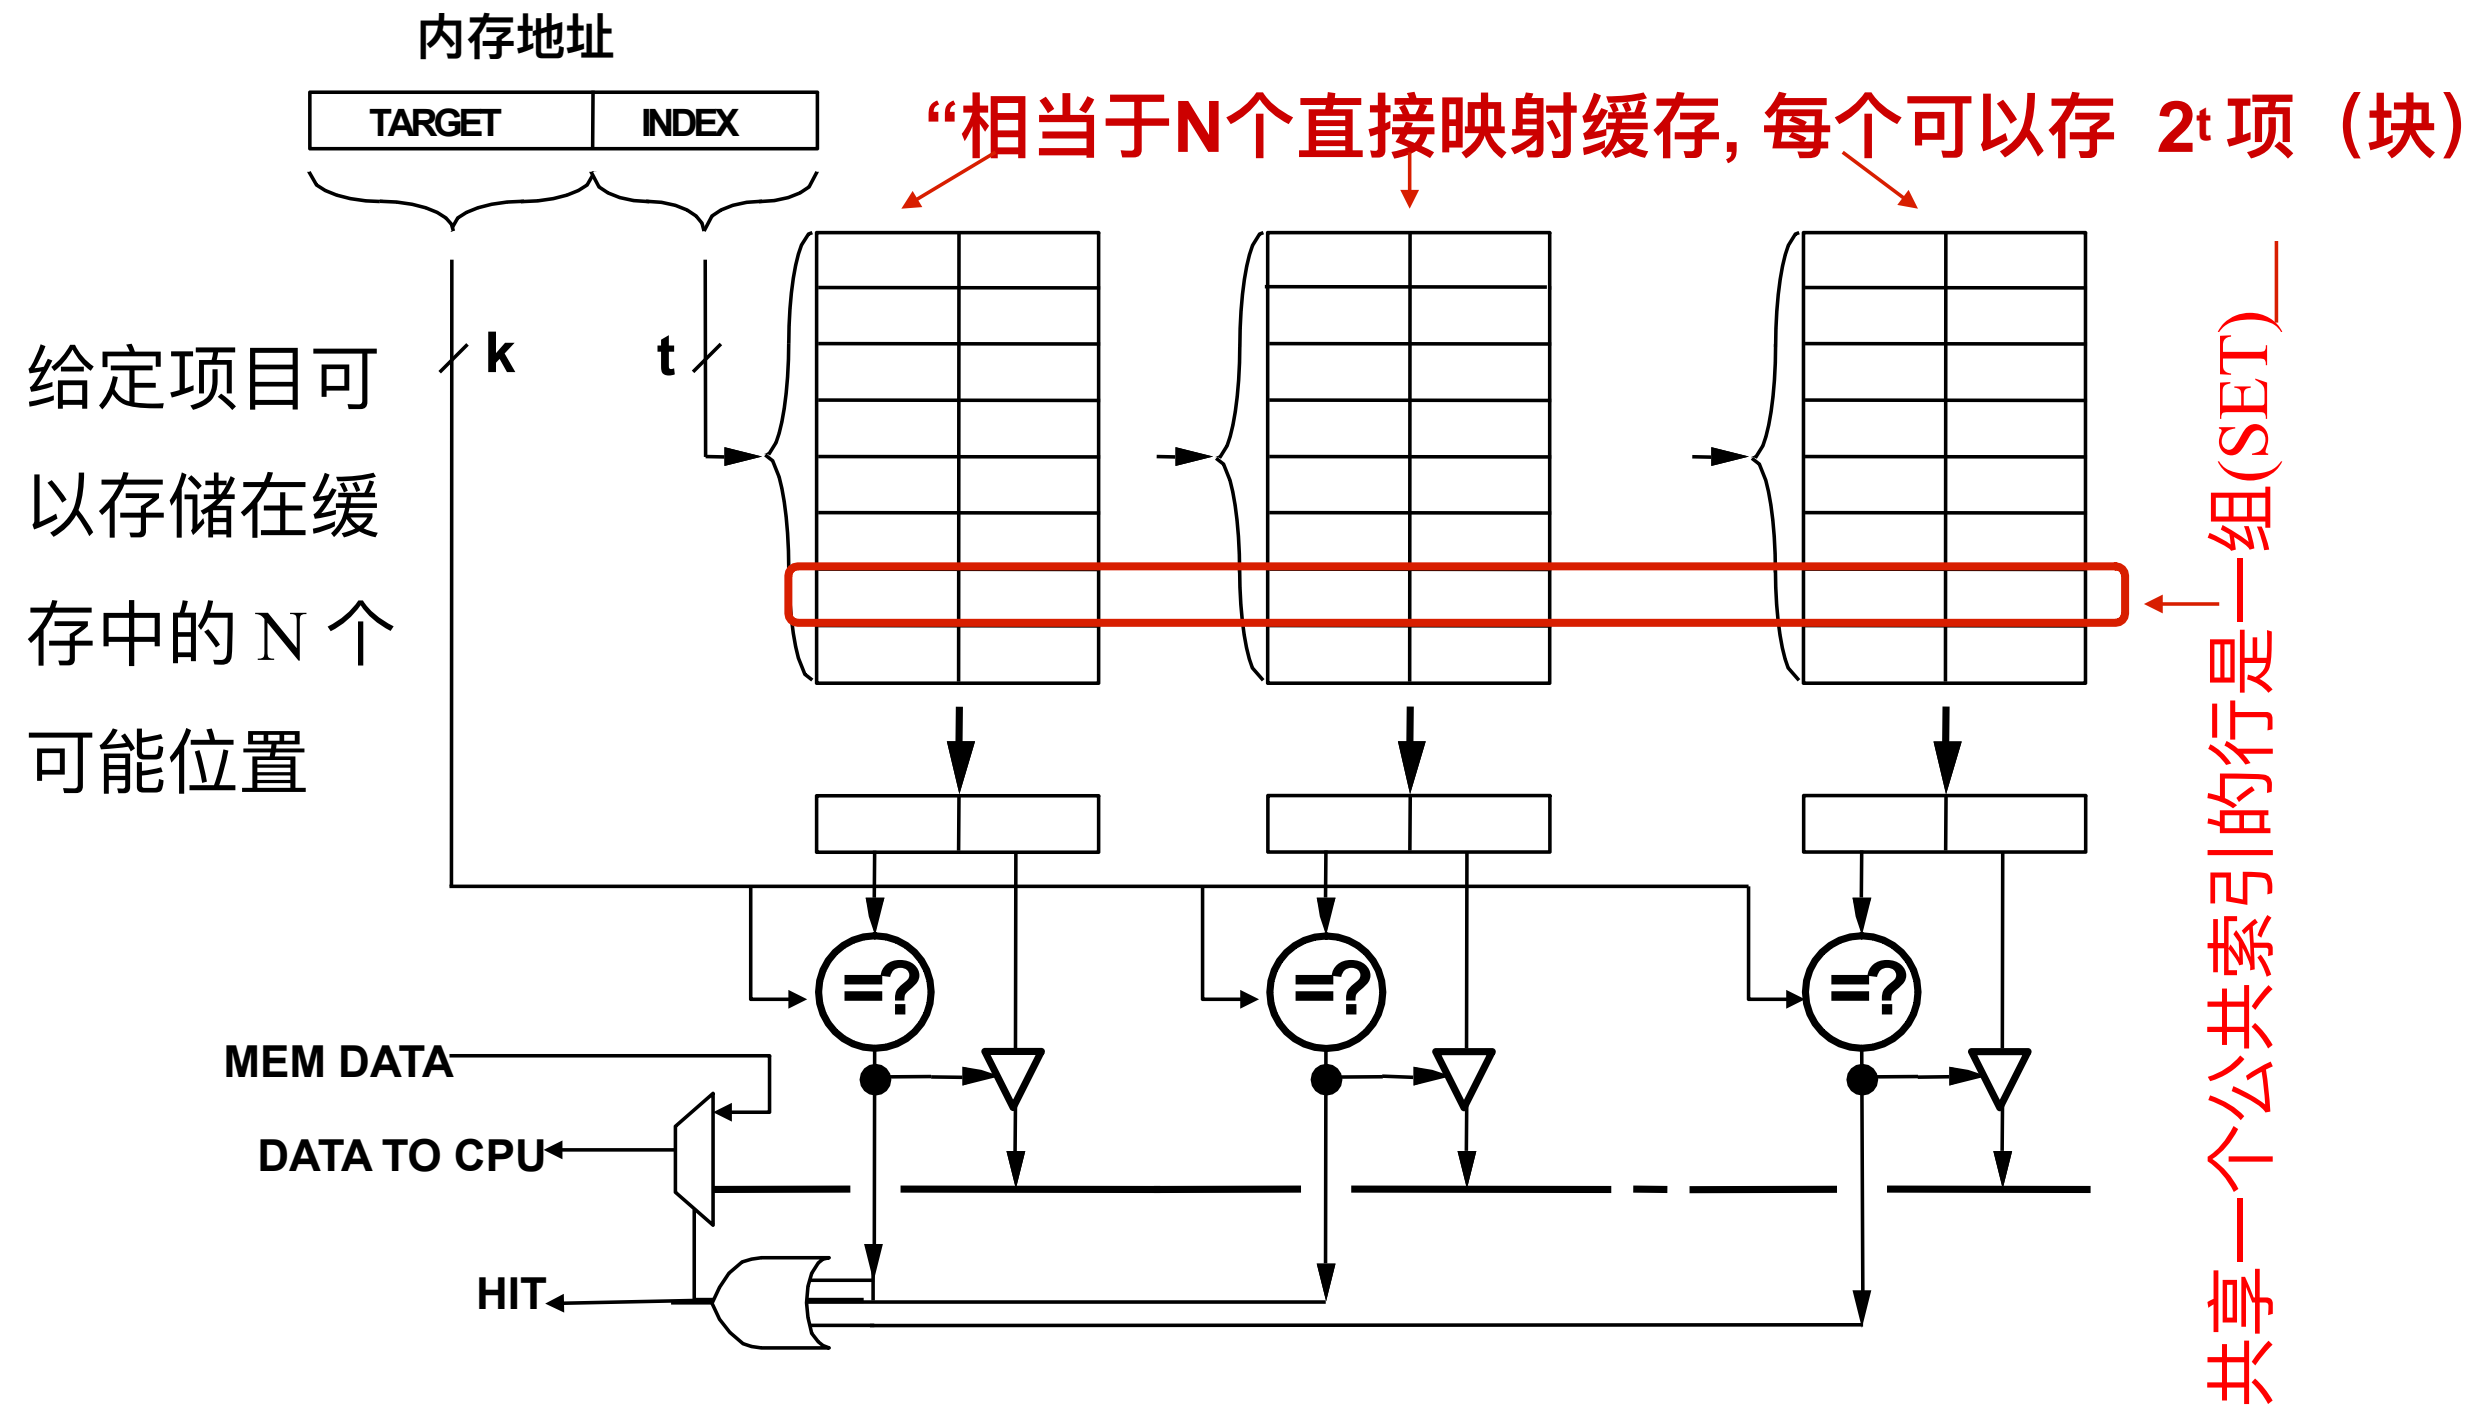 内存地址
TARGET INDEX
“相当于N个直接映射缓存, 每个可以存 2t 项（块）
k
t
给定项目可
以存储在缓
存中的 N 个
可能位置
共享一个公共索引的行是一组(SET)
=? =? =?
MEM DATA
DATA TO CPU
HIT